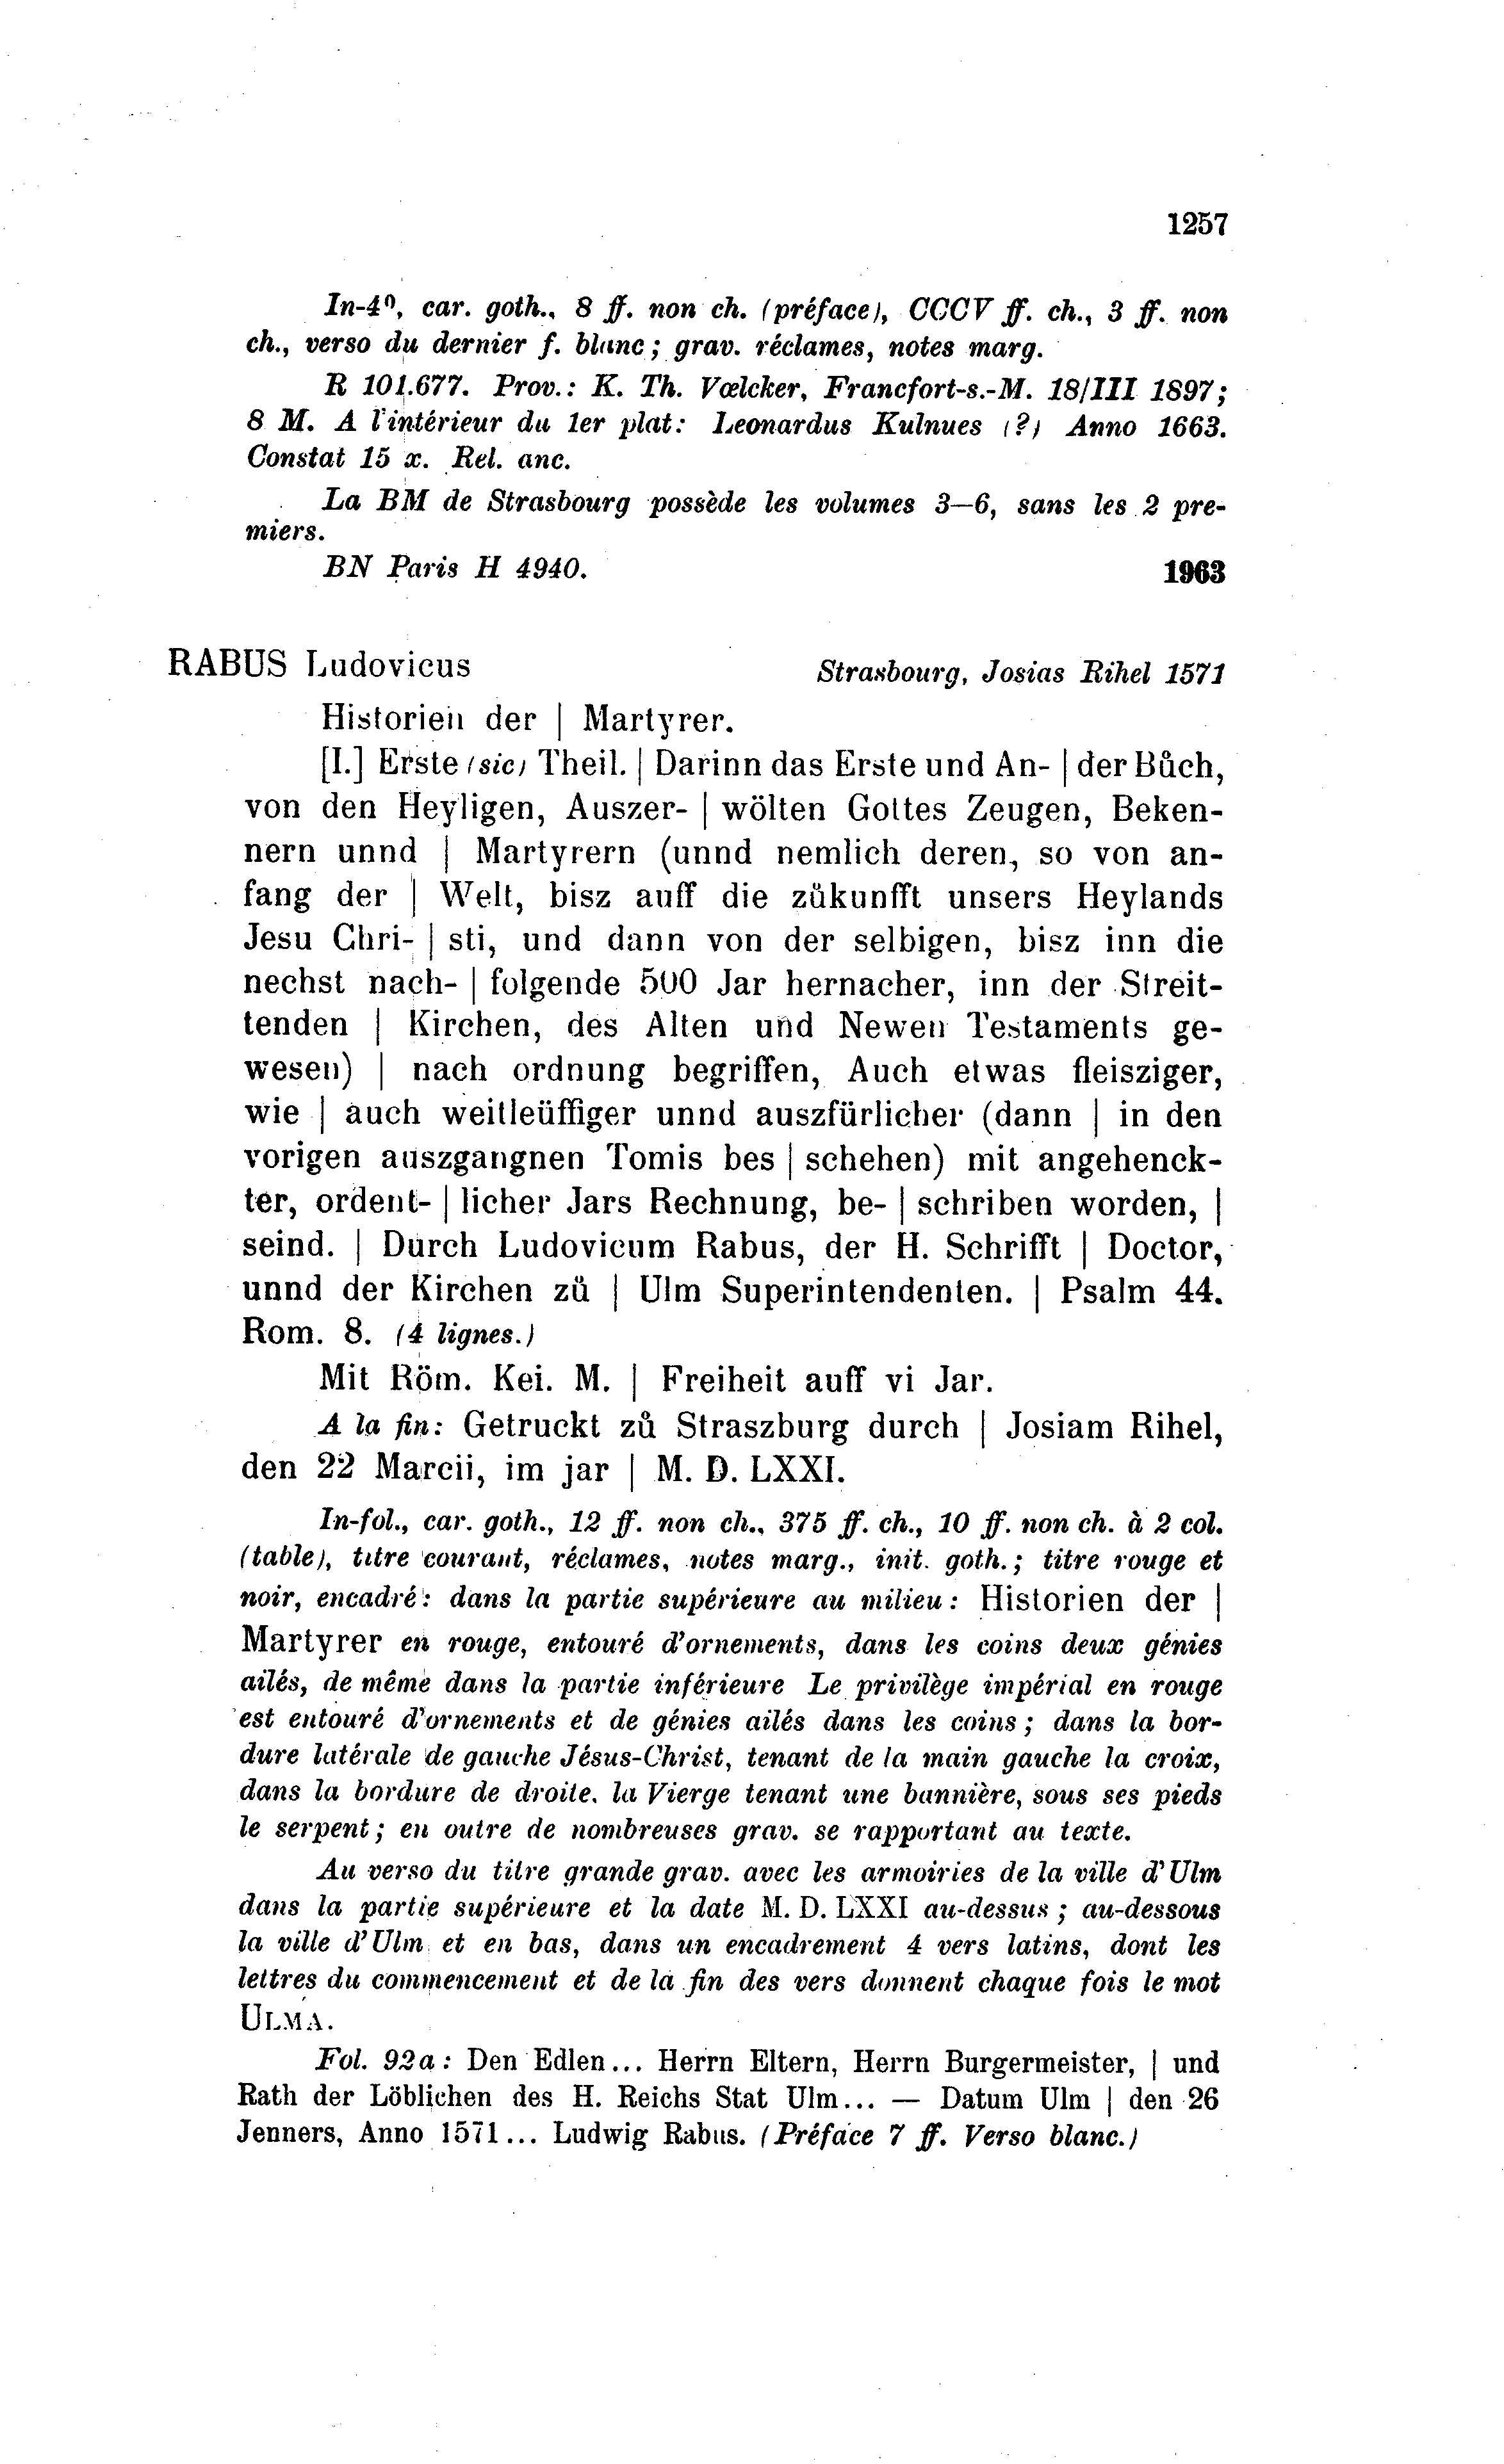 1257
In-4º, car. goth., 8 ff. non ch. (préface), CCCV ff. ch., 3 ff. non
ch., verso du dernier f. blanc; grav. réclames, notes marg.
R 101.677. Prov.: K. Th. Vœlcker, Francfort-s.-M. 18/III 1897;
8 M. A l'intérieur du 1er plat: Leonardus Kulnues (?) Anno 1663.
Constat 15 x. Rel. anc.
La BM de Strasbourg possède les volumes 3—6, sans les 2 pre-
miers.
BN Paris H 4940. 1963
RABUS Ludovicus Strasbourg, Josias Rihel 1571
Historien der | Martyrer.
[I.] Erste (sic) Theil. | Darinn das Erste und An- | der Bůch,
von den Heyligen, Auszer- | wölten Gottes Zeugen, Beken-
nern unnd | Martyrern (unnd nemlich deren, so von an-
fang der | Welt, bisz auff die zůkunfft unsers Heylands
Jesu Chri- | sti, und dann von der selbigen, bisz inn die
nechst nach- | folgende 500 Jar hernacher, inn der Streit-
tenden | Kirchen, des Alten und Newen Testaments ge-
wesen) | nach ordnung begriffen, Auch etwas fleisziger,
wie | auch weitleüffiger unnd auszfürlicher (dann | in den
vorigen auszgangnen Tomis bes | schehen) mit angehenck-
ter, ordent- | licher Jars Rechnung, be- | schriben worden, |
seind. | Durch Ludovicum Rabus, der H. Schrifft | Doctor,
unnd der Kirchen zü | Ulm Superintendenten. | Psalm 44.
Rom. 8. (4 lignes.)
Mit Röm. Kei. M. | Freiheit auff vi Jar.
A la fin: Getruckt zů Straszburg durch | Josiam Rihel,
den 22 Marcii, im jar | M. D. LXXI.
In-fol., car. goth., 12 ff. non ch., 375 ff. ch., 10 ff. non ch. à 2 col.
(table), titre courant, réclames, notes marg., init. goth.; titre rouge et
noir, encadré: dans la partie supérieure au milieu: Historien der |
Martyrer en rouge, entouré d'ornements, dans les coins deux génies
ailés, de même dans la partie inférieure Le privilège impérial en rouge
est entouré d'ornements et de génies ailés dans les coins; dans la bor-
dure latérale de gauche Jésus-Christ, tenant de la main gauche la croix,
dans la bordure de droite. la Vierge tenant une bannière, sous ses pieds
le serpent; en outre de nombreuses grav. se rapportant au texte.
Au verso du titre grande grav. avec les armoiries de la ville d'Ulm
dans la partie supérieure et la date M. D. LXXI au-dessus; au-dessous
la ville d'Ulm et en bas, dans un encadrement 4 vers latins, dont les
lettres du commencement et de la fin des vers donnent chaque fois le mot
ULMA.
Fol. 92a: Den Edlen... Herrn Eltern, Herrn Burgermeister, | und
Rath der Löblichen des H. Reichs Stat Ulm... — Datum Ulm | den 26
Jenners, Anno 1571... Ludwig Rabus. (Préface 7 ff. Verso blanc.)